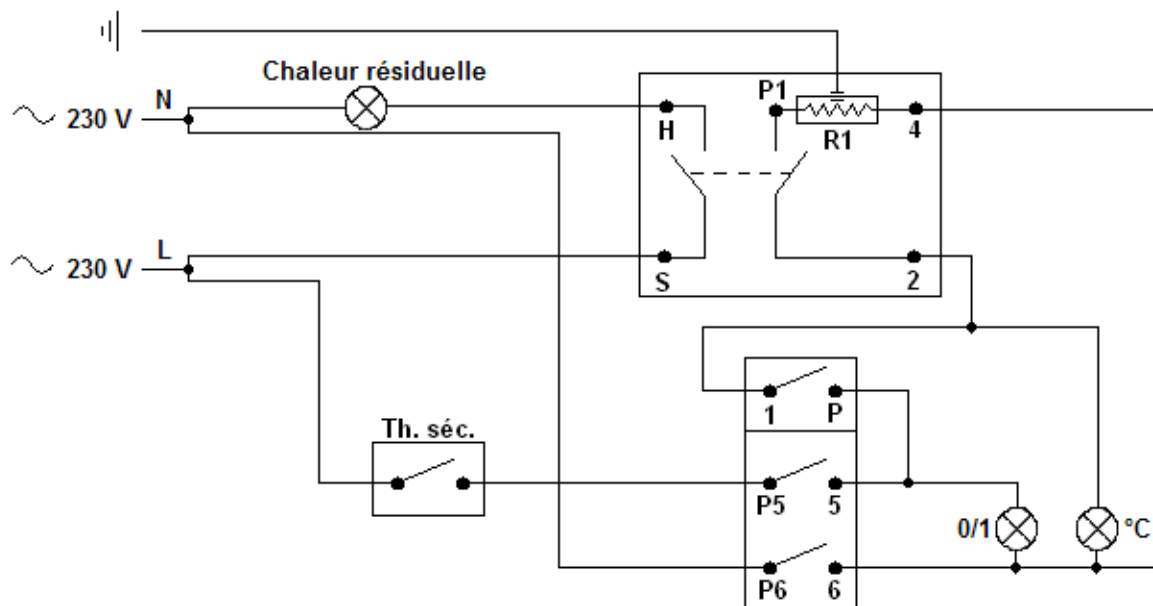 Chaleur résiduelle
N
230 V
H
P1
R1
4
L
230 V
S
2
1
P
Th. séc.
P5
5
0/1
°C
P6
6